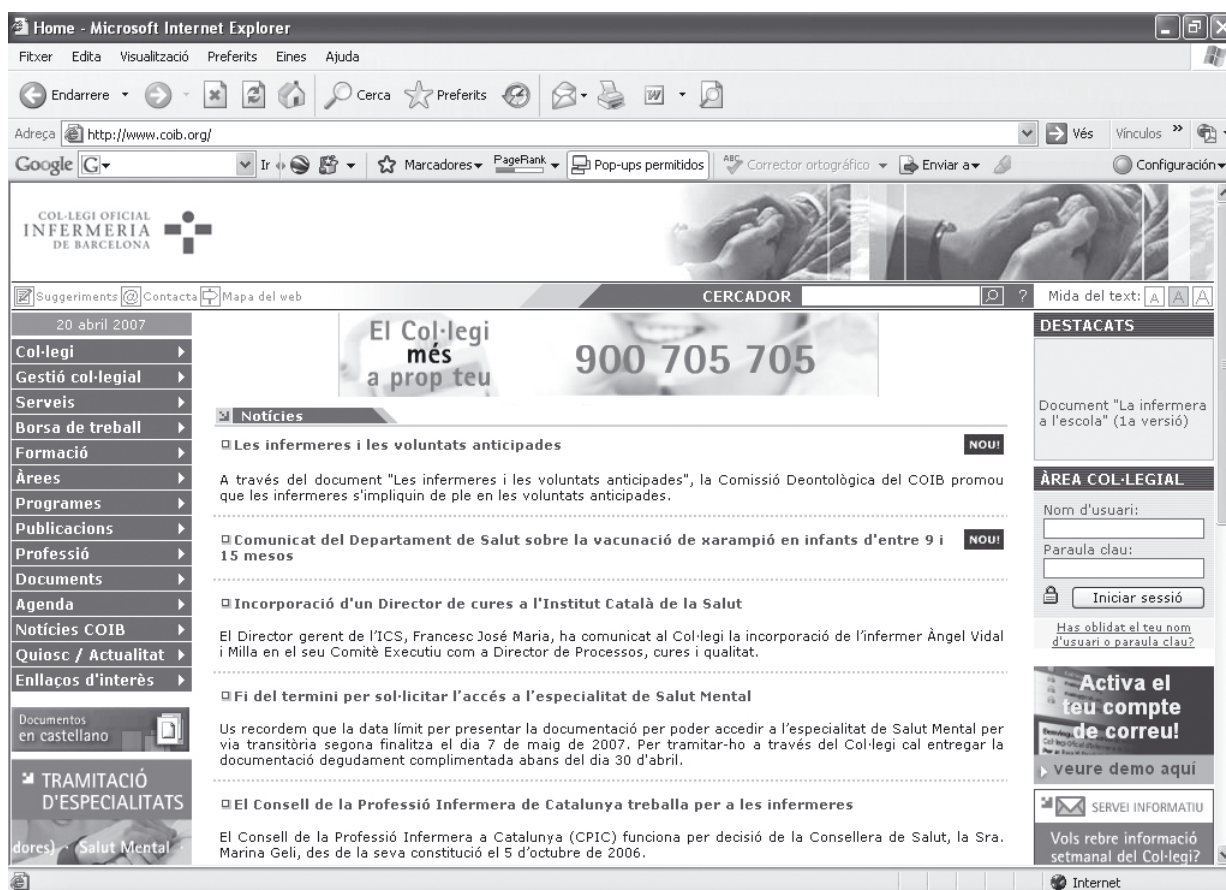 Home - Microsoft Internet Explorer
Fitxer Edita Visualització Preferits Eines Ajuda
Endarrere Cerca Preferits
Adreça http://www.coib.org/ Vés Vínculos »
Google G Ir Marcadores PageRank Pop-ups permitidos ABC Corrector ortográfico Enviar a Configuración
COL·LEGI OFICIAL
INFERMERIA
DE BARCELONA
Suggeriments @ Contacta Mapa del web CERCADOR ? Mida del text: A A A
20 abril 2007
Col·legi
Gestió col·legial
Serveis
Borsa de treball
Formació
Àrees
Programes
Publicacions
Professió
Documents
Agenda
Notícies COIB
Quiosc / Actualitat
Enllaços d'interès
Documentos
en castellano
TRAMITACIÓ
D'ESPECIALITATS
dores) · Salut Mental ·
El Col·legi
més
a prop teu
900 705 705
Notícies
Les infermeres i les voluntats anticipades NOU!
A través del document "Les infermeres i les voluntats anticipades", la Comissió Deontològica del COIB promou
que les infermeres s'impliquin de ple en les voluntats anticipades.
Comunicat del Departament de Salut sobre la vacunació de xarampió en infants d'entre 9 i NOU!
15 mesos
Incorporació d'un Director de cures a l'Institut Català de la Salut
El Director gerent de l'ICS, Francesc José Maria, ha comunicat al Col·legi la incorporació de l'infermer Àngel Vidal
i Milla en el seu Comitè Executiu com a Director de Processos, cures i qualitat.
Fi del termini per sol·licitar l'accés a l'especialitat de Salut Mental
Us recordem que la data límit per presentar la documentació per poder accedir a l'especialitat de Salut Mental per
via transitòria segona finalitza el dia 7 de maig de 2007. Per tramitar-ho a través del Col·legi cal entregar la
documentació degudament complimentada abans del dia 30 d'abril.
El Consell de la Professió Infermera de Catalunya treballa per a les infermeres
El Consell de la Professió Infermera a Catalunya (CPIC) funciona per decisió de la Consellera de Salut, la Sra.
Marina Geli, des de la seva constitució el 5 d'octubre de 2006.
DESTACATS
Document "La infermera
a l'escola" (1a versió)
ÀREA COL·LEGIAL
Nom d'usuari:
Paraula clau:
Iniciar sessió
Has oblidat el teu nom
d'usuari o paraula clau?
Activa el
teu compte
de correu!
veure demo aquí
SERVEI INFORMATIU
Vols rebre informació
setmanal del Col·legi?
Internet